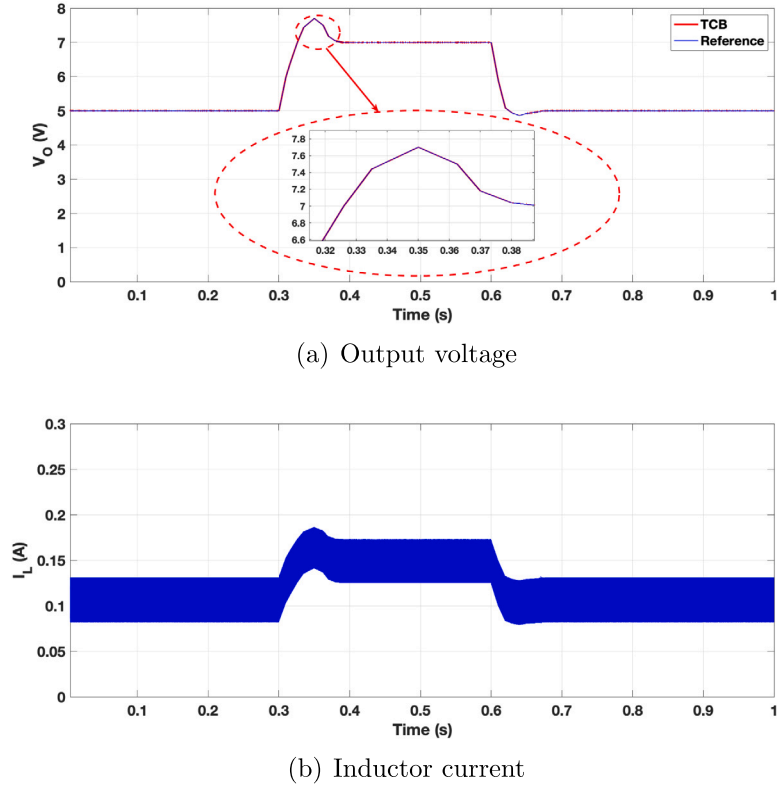 8
7
6
5
4
3
2
1
0
V_O (V)
TCB
Reference
7.8
7.6
7.4
7.2
7
6.8
6.6
0.32 0.33 0.34 0.35 0.36 0.37 0.38
0.1 0.2 0.3 0.4 0.5 0.6 0.7 0.8 0.9 1
Time (s)
(a) Output voltage
0.3
0.25
0.2
0.15
0.1
0.05
0
I_L (A)
0.1 0.2 0.3 0.4 0.5 0.6 0.7 0.8 0.9 1
Time (s)
(b) Inductor current